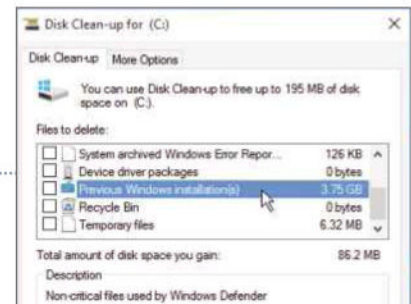 Disk Clean-up for (C:)
Disk Clean-up More Options
You can use Disk Clean-up to free up to 195 MB of disk
space on (C:).
Files to delete:
System archived Windows Error Repor... 126 KB
Device driver packages 0 bytes
Previous Windows installation(s) 3.75 GB
Recycle Bin 0 bytes
Temporary files 6.32 MB
Total amount of disk space you gain: 86.2 MB
Description
Non-critical files used by Windows Defender